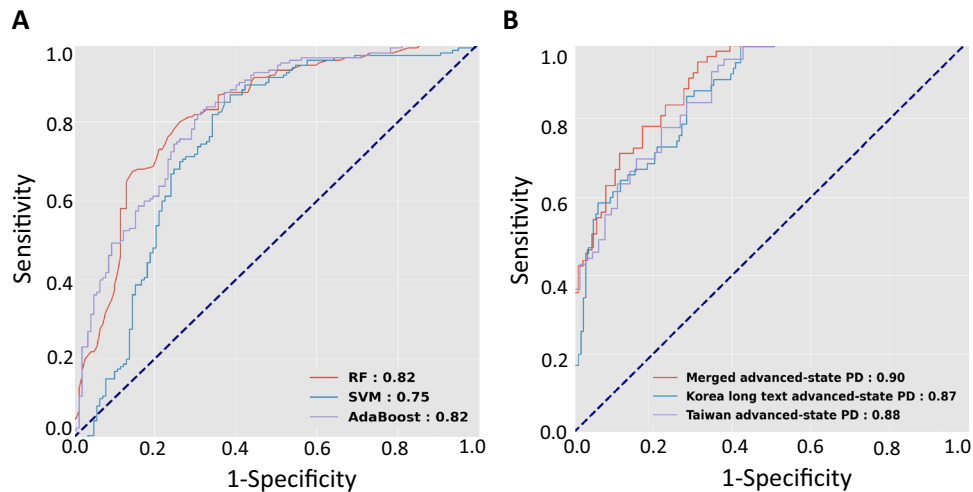 A
Sensitivity
1.0
0.8
0.6
0.4
0.2
0.0
RF : 0.82
SVM : 0.75
AdaBoost : 0.82
0.0 0.2 0.4 0.6 0.8 1.0
1-Specificity
B
Sensitivity
1.0
0.8
0.6
0.4
0.2
0.0
Merged advanced-state PD : 0.90
Korea long text advanced-state PD : 0.87
Taiwan advanced-state PD : 0.88
0.0 0.2 0.4 0.6 0.8 1.0
1-Specificity